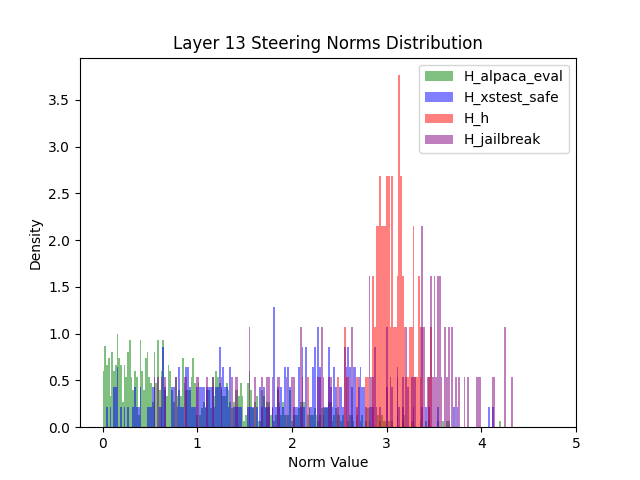 Layer 13 Steering Norms Distribution
H_alpaca_eval
H_xstest_safe
H_h
H_jailbreak
Density
3.5
3.0
2.5
2.0
1.5
1.0
0.5
0.0
0 1 2 3 4 5
Norm Value